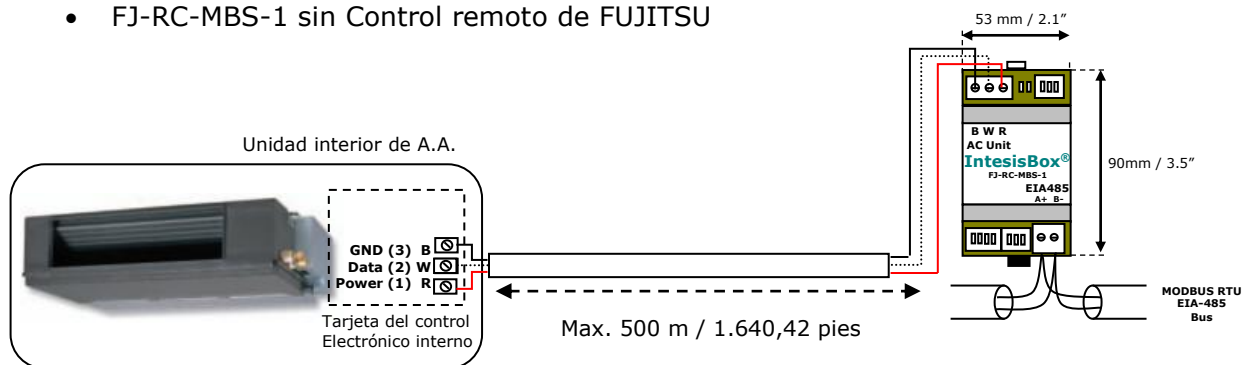 • FJ-RC-MBS-1 sin Control remoto de FUJITSU
53 mm / 2.1”
Unidad interior de A.A.
B W R
AC Unit
IntesisBox®
FJ-RC-MBS-1
EIA485
A+ B-
90mm / 3.5”
GND (3) B
Data (2) W
Power (1) R
Tarjeta del control
Electrónico interno
Max. 500 m / 1.640,42 pies
MODBUS RTU
EIA-485
Bus